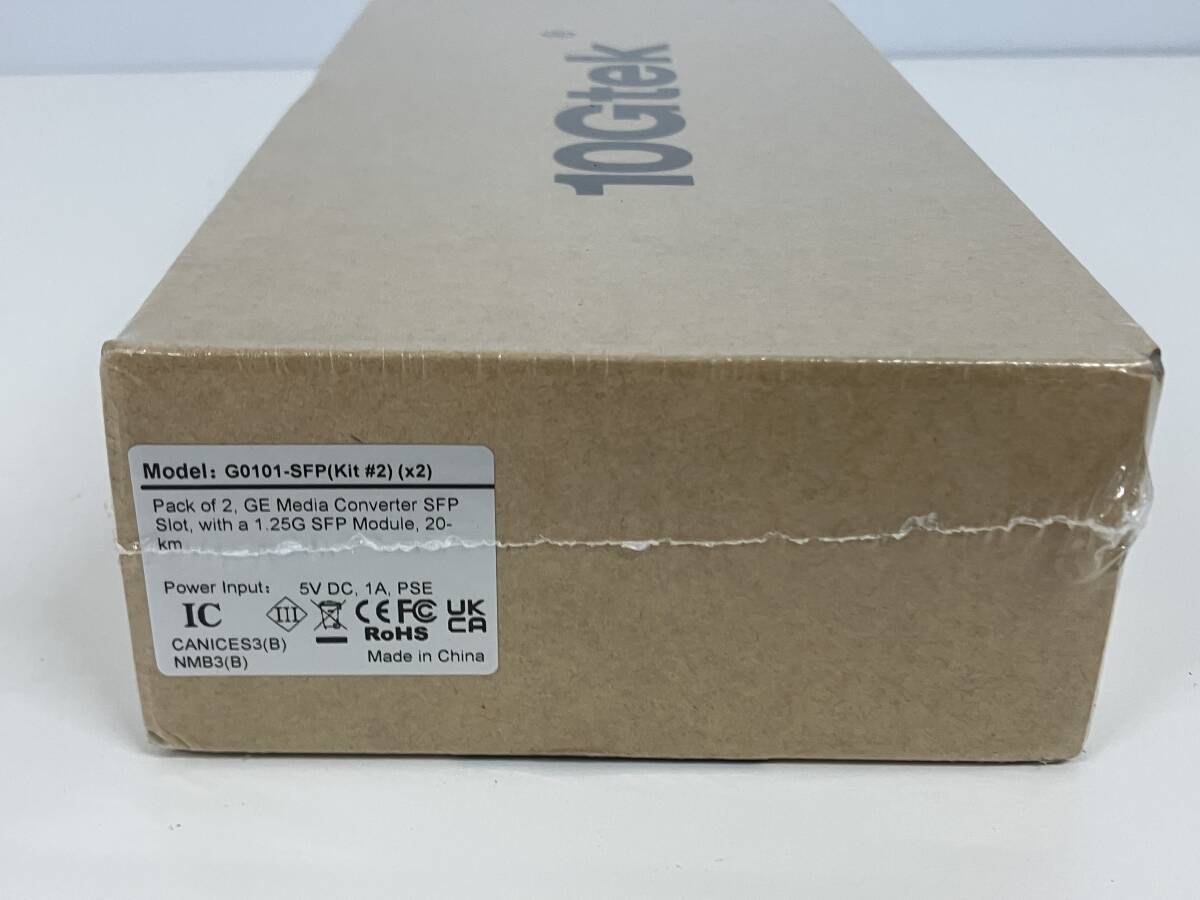 10Gtek®
Model: G0101-SFP(Kit #2) (x2)
Pack of 2, GE Media Converter SFP
Slot, with a 1.25G SFP Module, 20-
km
Power Input: 5V DC, 1A, PSE
IC III CE FC UK
CA
RoHS
CANICES3(B)
NMB3(B)
Made in China